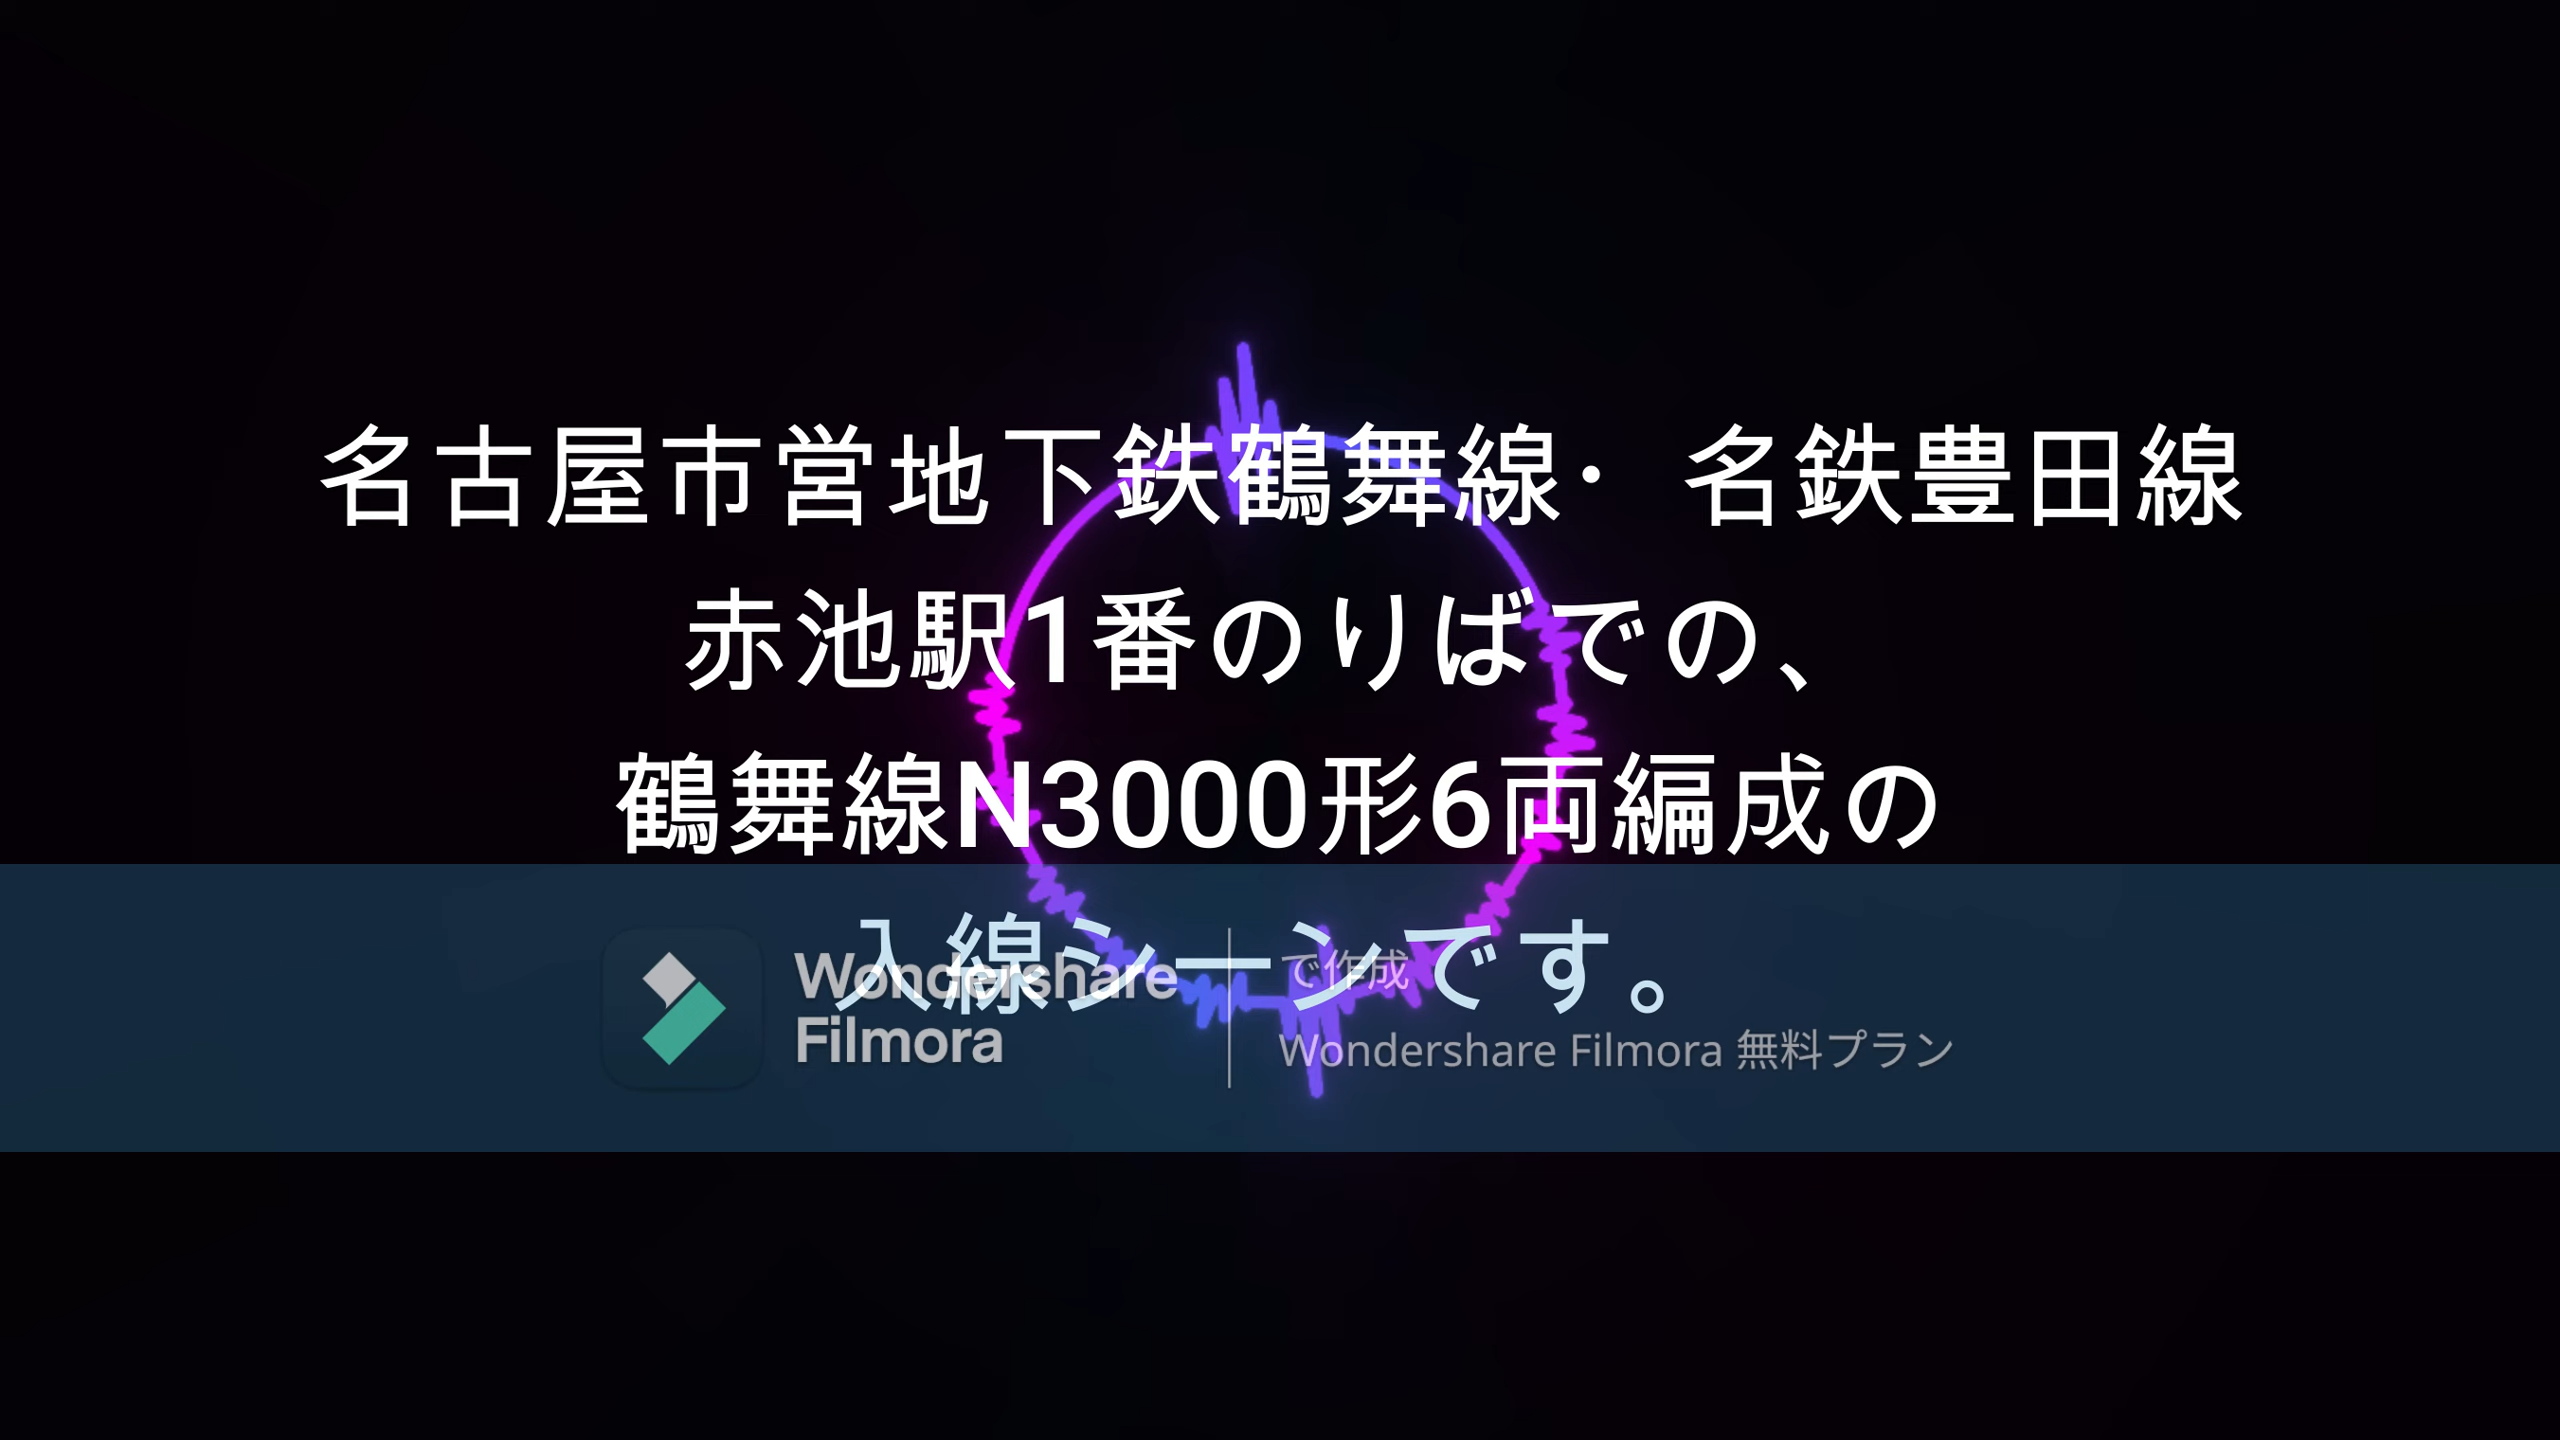 名古屋市営地下鉄鶴舞線・名鉄豊田線
赤池駅1番のりばでの、
鶴舞線N3000形6両編成の
入線シーンです。
Wondershare
Filmora
で作成
Wondershare Filmora 無料プラン